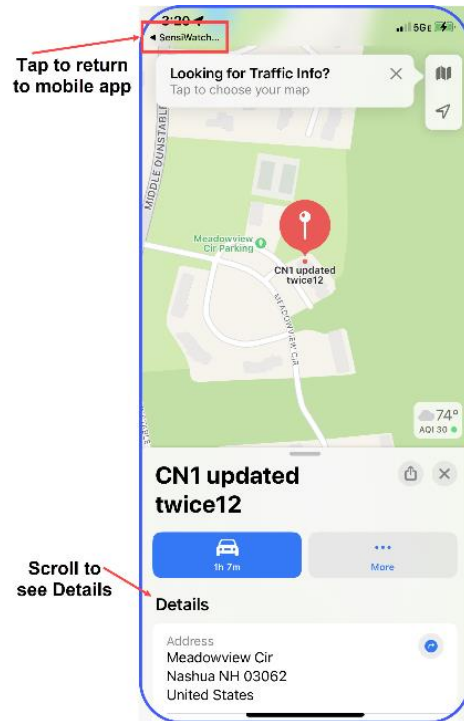 3:20
◀ SensiWatch...
5GE
Tap to return
to mobile app
Looking for Traffic Info?
Tap to choose your map
MIDDLE DUNSTABLE
Meadowview
Cir Parking
CN1 updated
twice12
MEADOWVIEW CIR
74°
AQI 30
CN1 updated
twice12
1h 7m
More
Scroll to
see Details
Details
Address
Meadowview Cir
Nashua NH 03062
United States